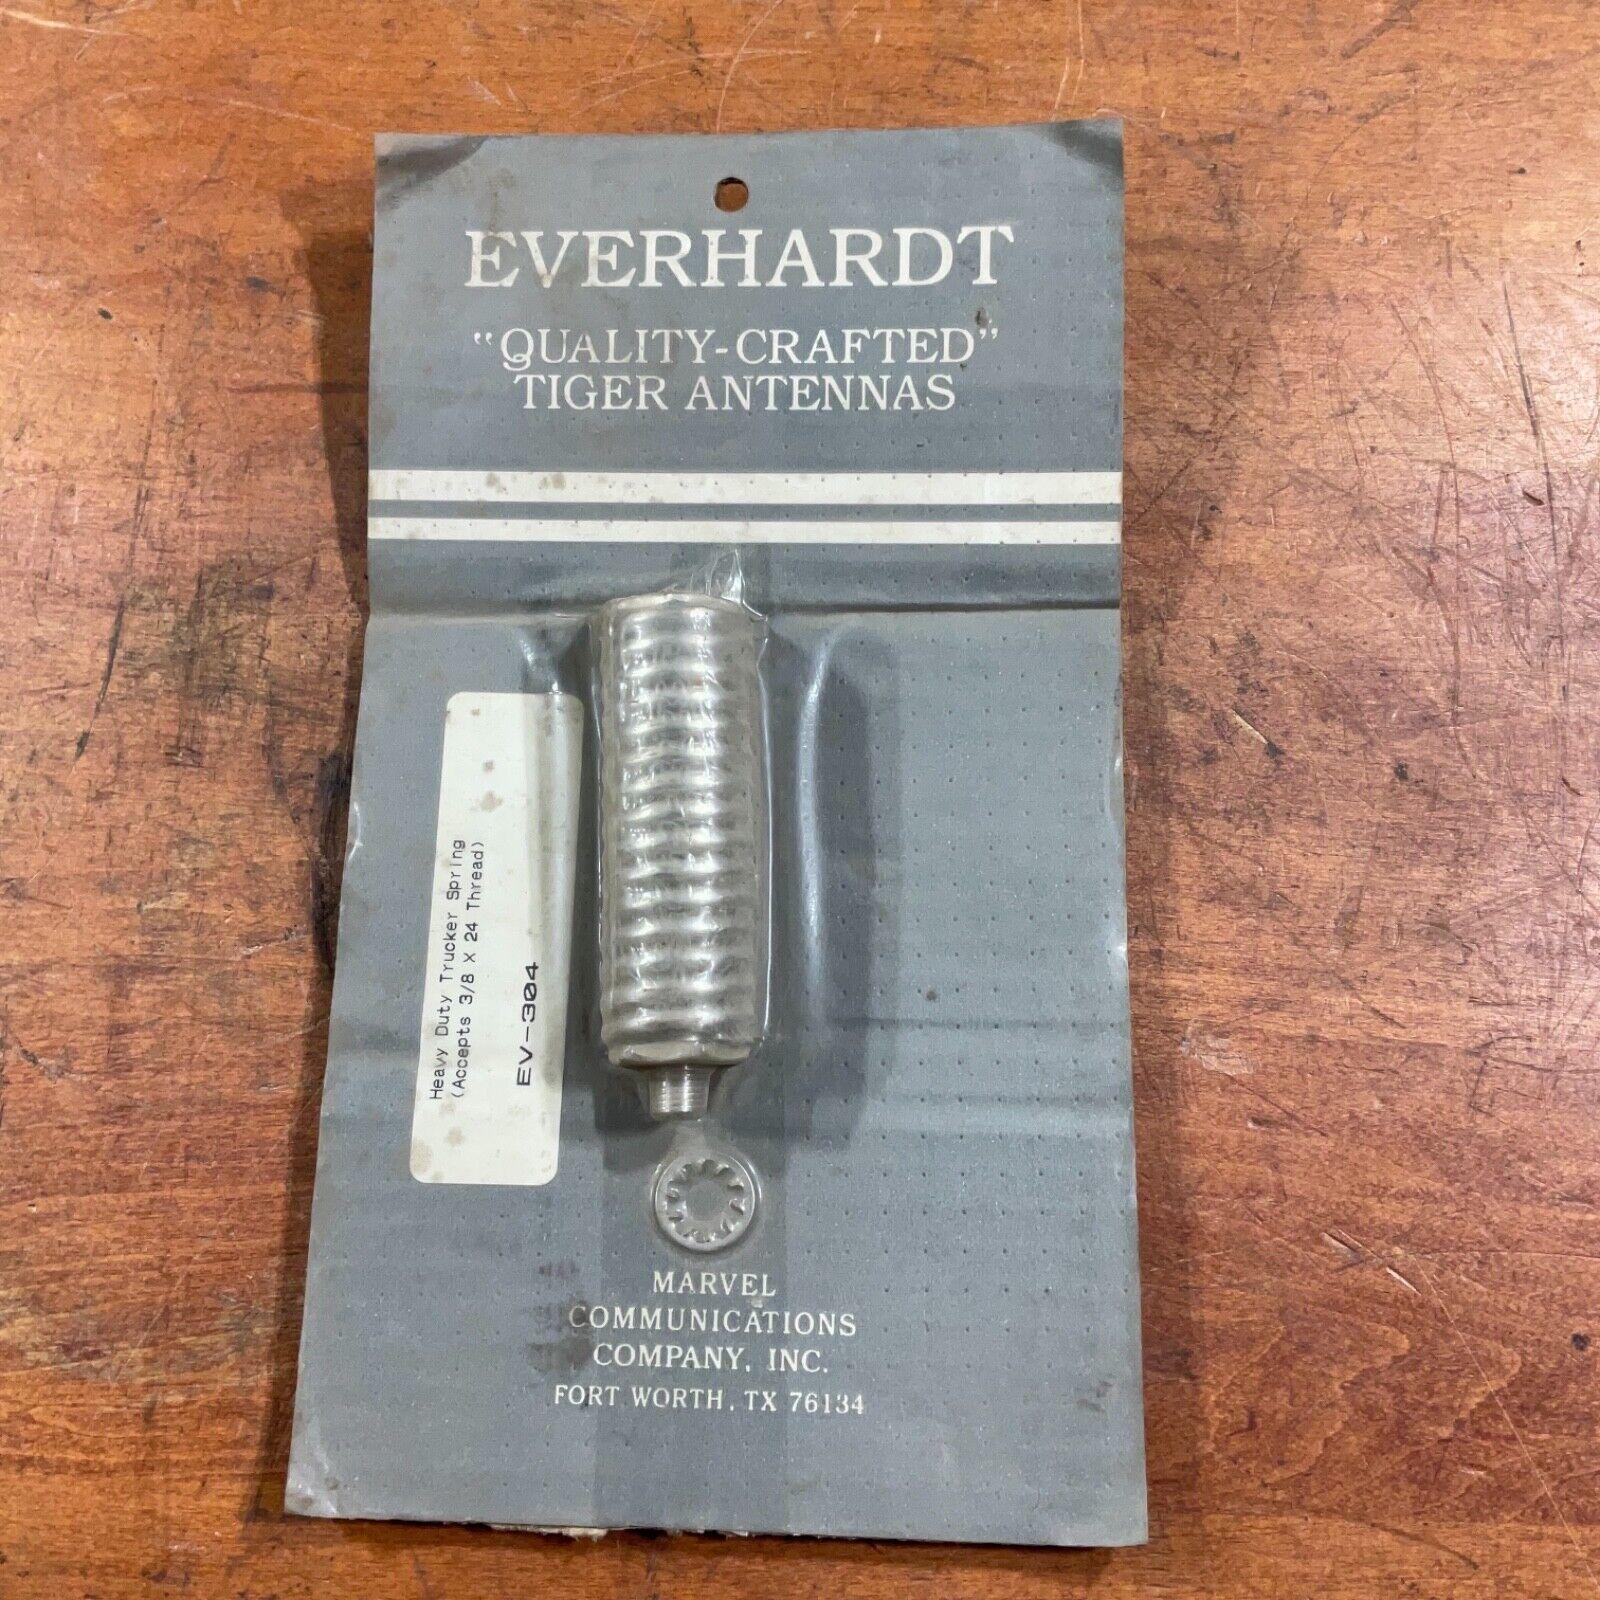 EVERHARDT
“QUALITY-CRAFTED”
TIGER ANTENNAS
Heavy Duty Trucker Spring
(Accepts 3/8 X 24 Thread)
EV-304
MARVEL
COMMUNICATIONS
COMPANY, INC.
FORT WORTH, TX 76134